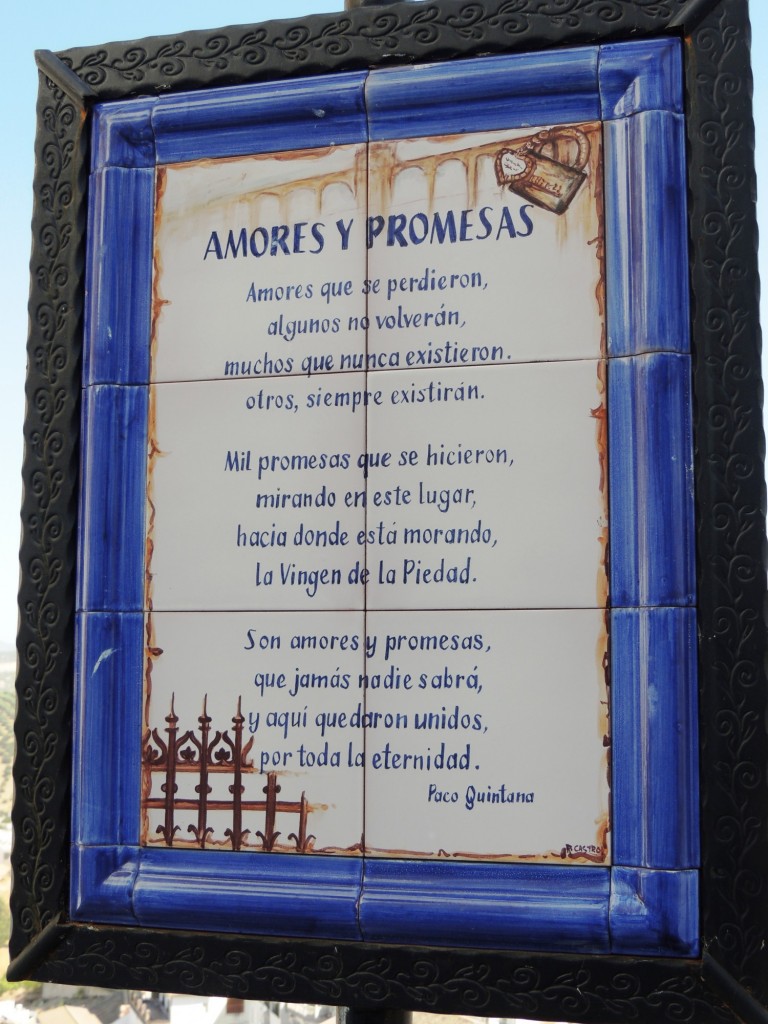 AMORES Y PROMESAS
Amores que se perdieron,
algunos no volverán,
muchos que nunca existieron.
otros, siempre existirán.
Mil promesas que se hicieron,
mirando en este lugar,
hacia donde está morando,
la Vingen de la Piedad.
Son amores y promesas,
que jamás nadie sabrá,
y aquí quedaron unidos,
por toda la eternidad.
Paco Quintana
CASTRO